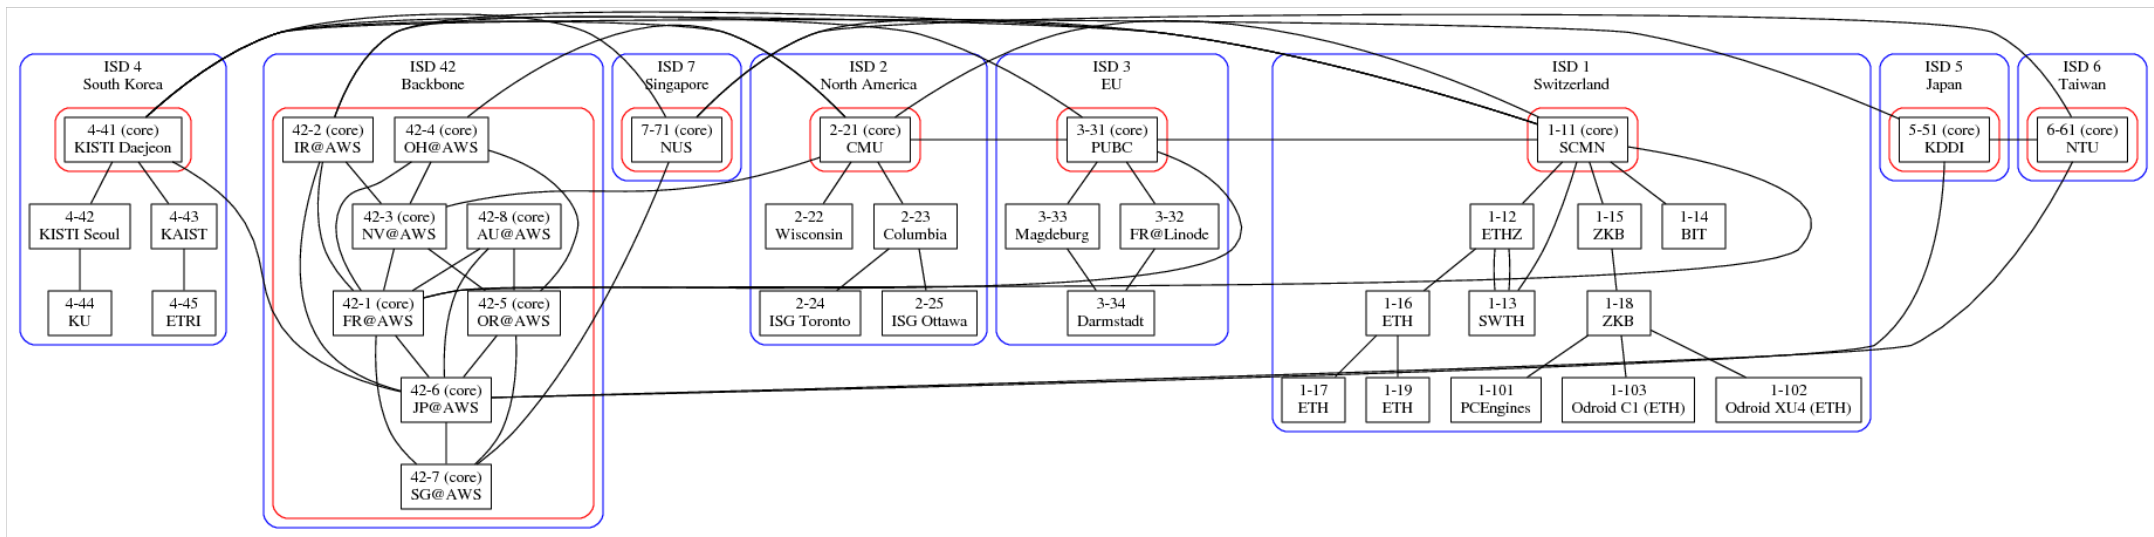 ISD 4
South Korea
4-41 (core)
KISTI Daejeon
4-42
KISTI Seoul
4-43
KAIST
4-44
KU
4-45
ETRI
ISD 42
Backbone
42-2 (core)
IR@AWS
42-4 (core)
OH@AWS
42-3 (core)
NV@AWS
42-8 (core)
AU@AWS
42-1 (core)
FR@AWS
42-5 (core)
OR@AWS
42-6 (core)
JP@AWS
42-7 (core)
SG@AWS
ISD 7
Singapore
7-71 (core)
NUS
ISD 2
North America
2-21 (core)
CMU
2-22
Wisconsin
2-23
Columbia
2-24
ISG Toronto
2-25
ISG Ottawa
ISD 3
EU
3-31 (core)
PUBC
3-33
Magdeburg
3-32
FR@Linode
3-34
Darmstadt
ISD 1
Switzerland
1-11 (core)
SCMN
1-12
ETHZ
1-15
ZKB
1-14
BIT
1-16
ETH
1-13
SWTH
1-18
ZKB
1-17
ETH
1-19
ETH
1-101
PCEngines
1-103
Odroid C1 (ETH)
1-102
Odroid XU4 (ETH)
ISD 5
Japan
5-51 (core)
KDDI
ISD 6
Taiwan
6-61 (core)
NTU